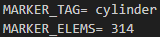 MARKER_TAG= cylinder
MARKER_ELEMS= 314